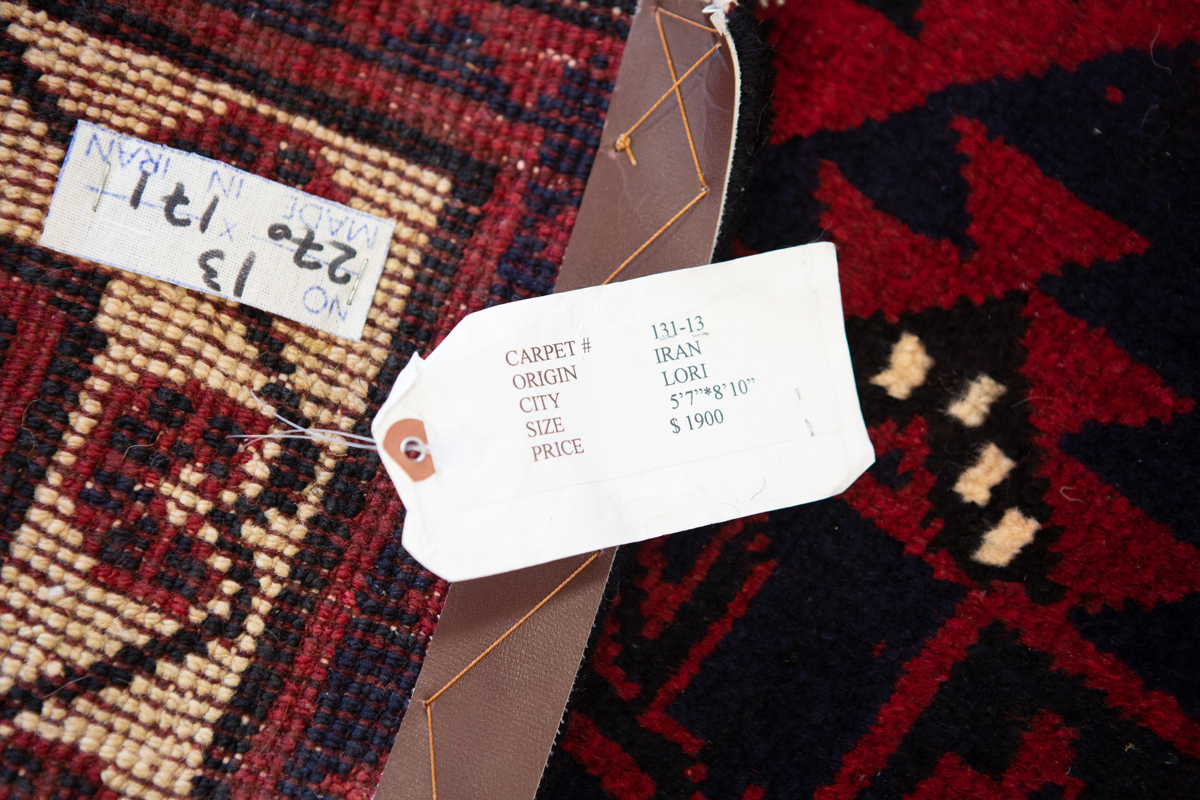 CARPET # 131-13
ORIGIN IRAN
CITY LORI
SIZE 5'7"*8'10"
PRICE $ 1900
NO 13
270 x 171
MADE IN IRAN